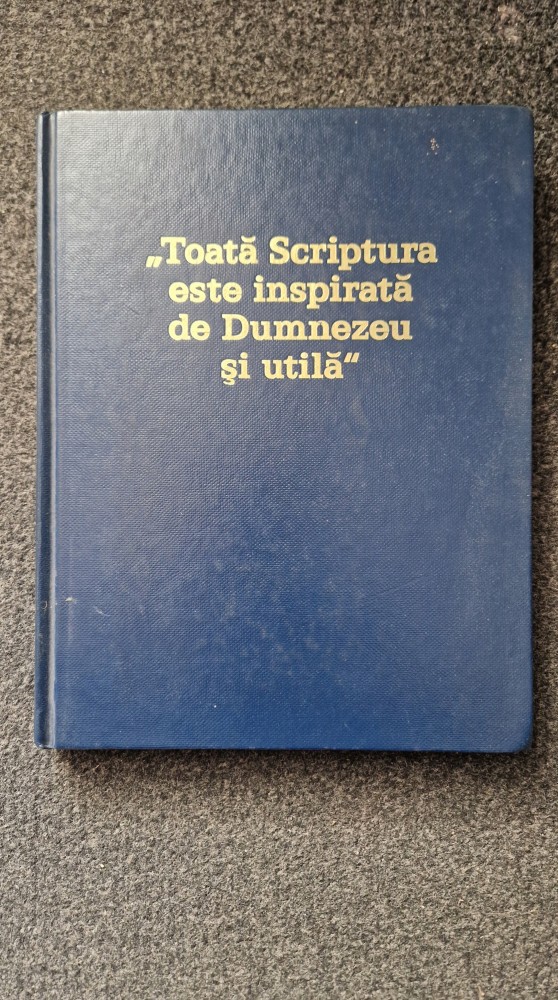 „Toată Scriptura
este inspirată
de Dumnezeu
şi utilă“